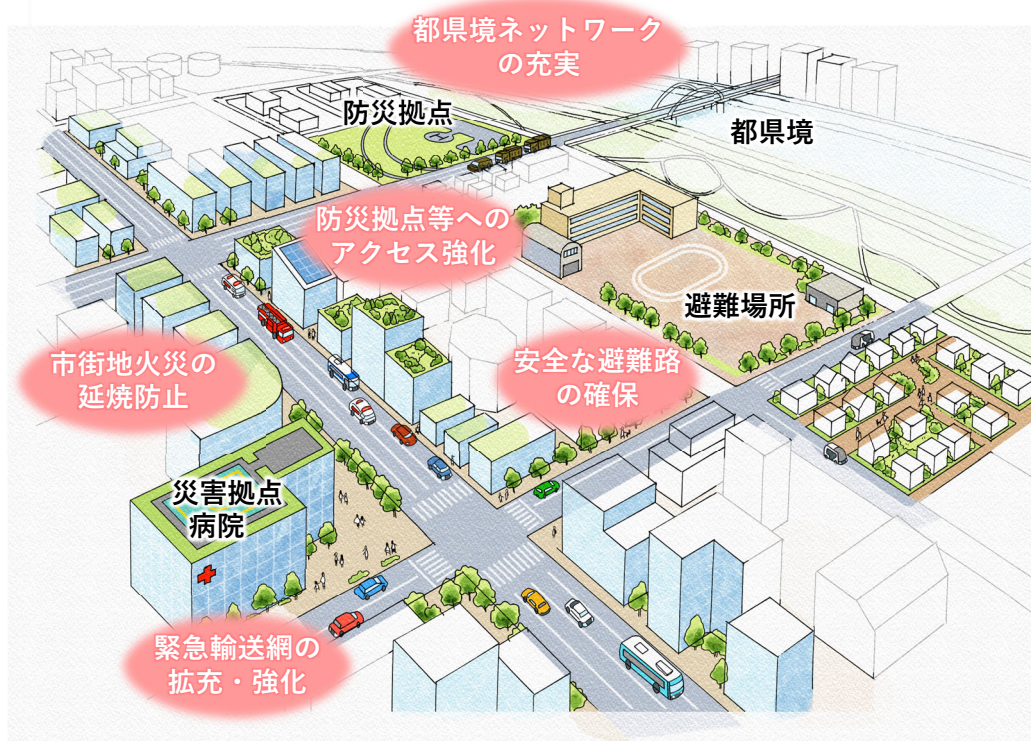 都県境ネットワーク
の充実
防災拠点
都県境
防災拠点等への
アクセス強化
避難場所
市街地火災の
延焼防止
安全な避難路
の確保
災害拠点
病院
緊急輸送網の
拡充・強化